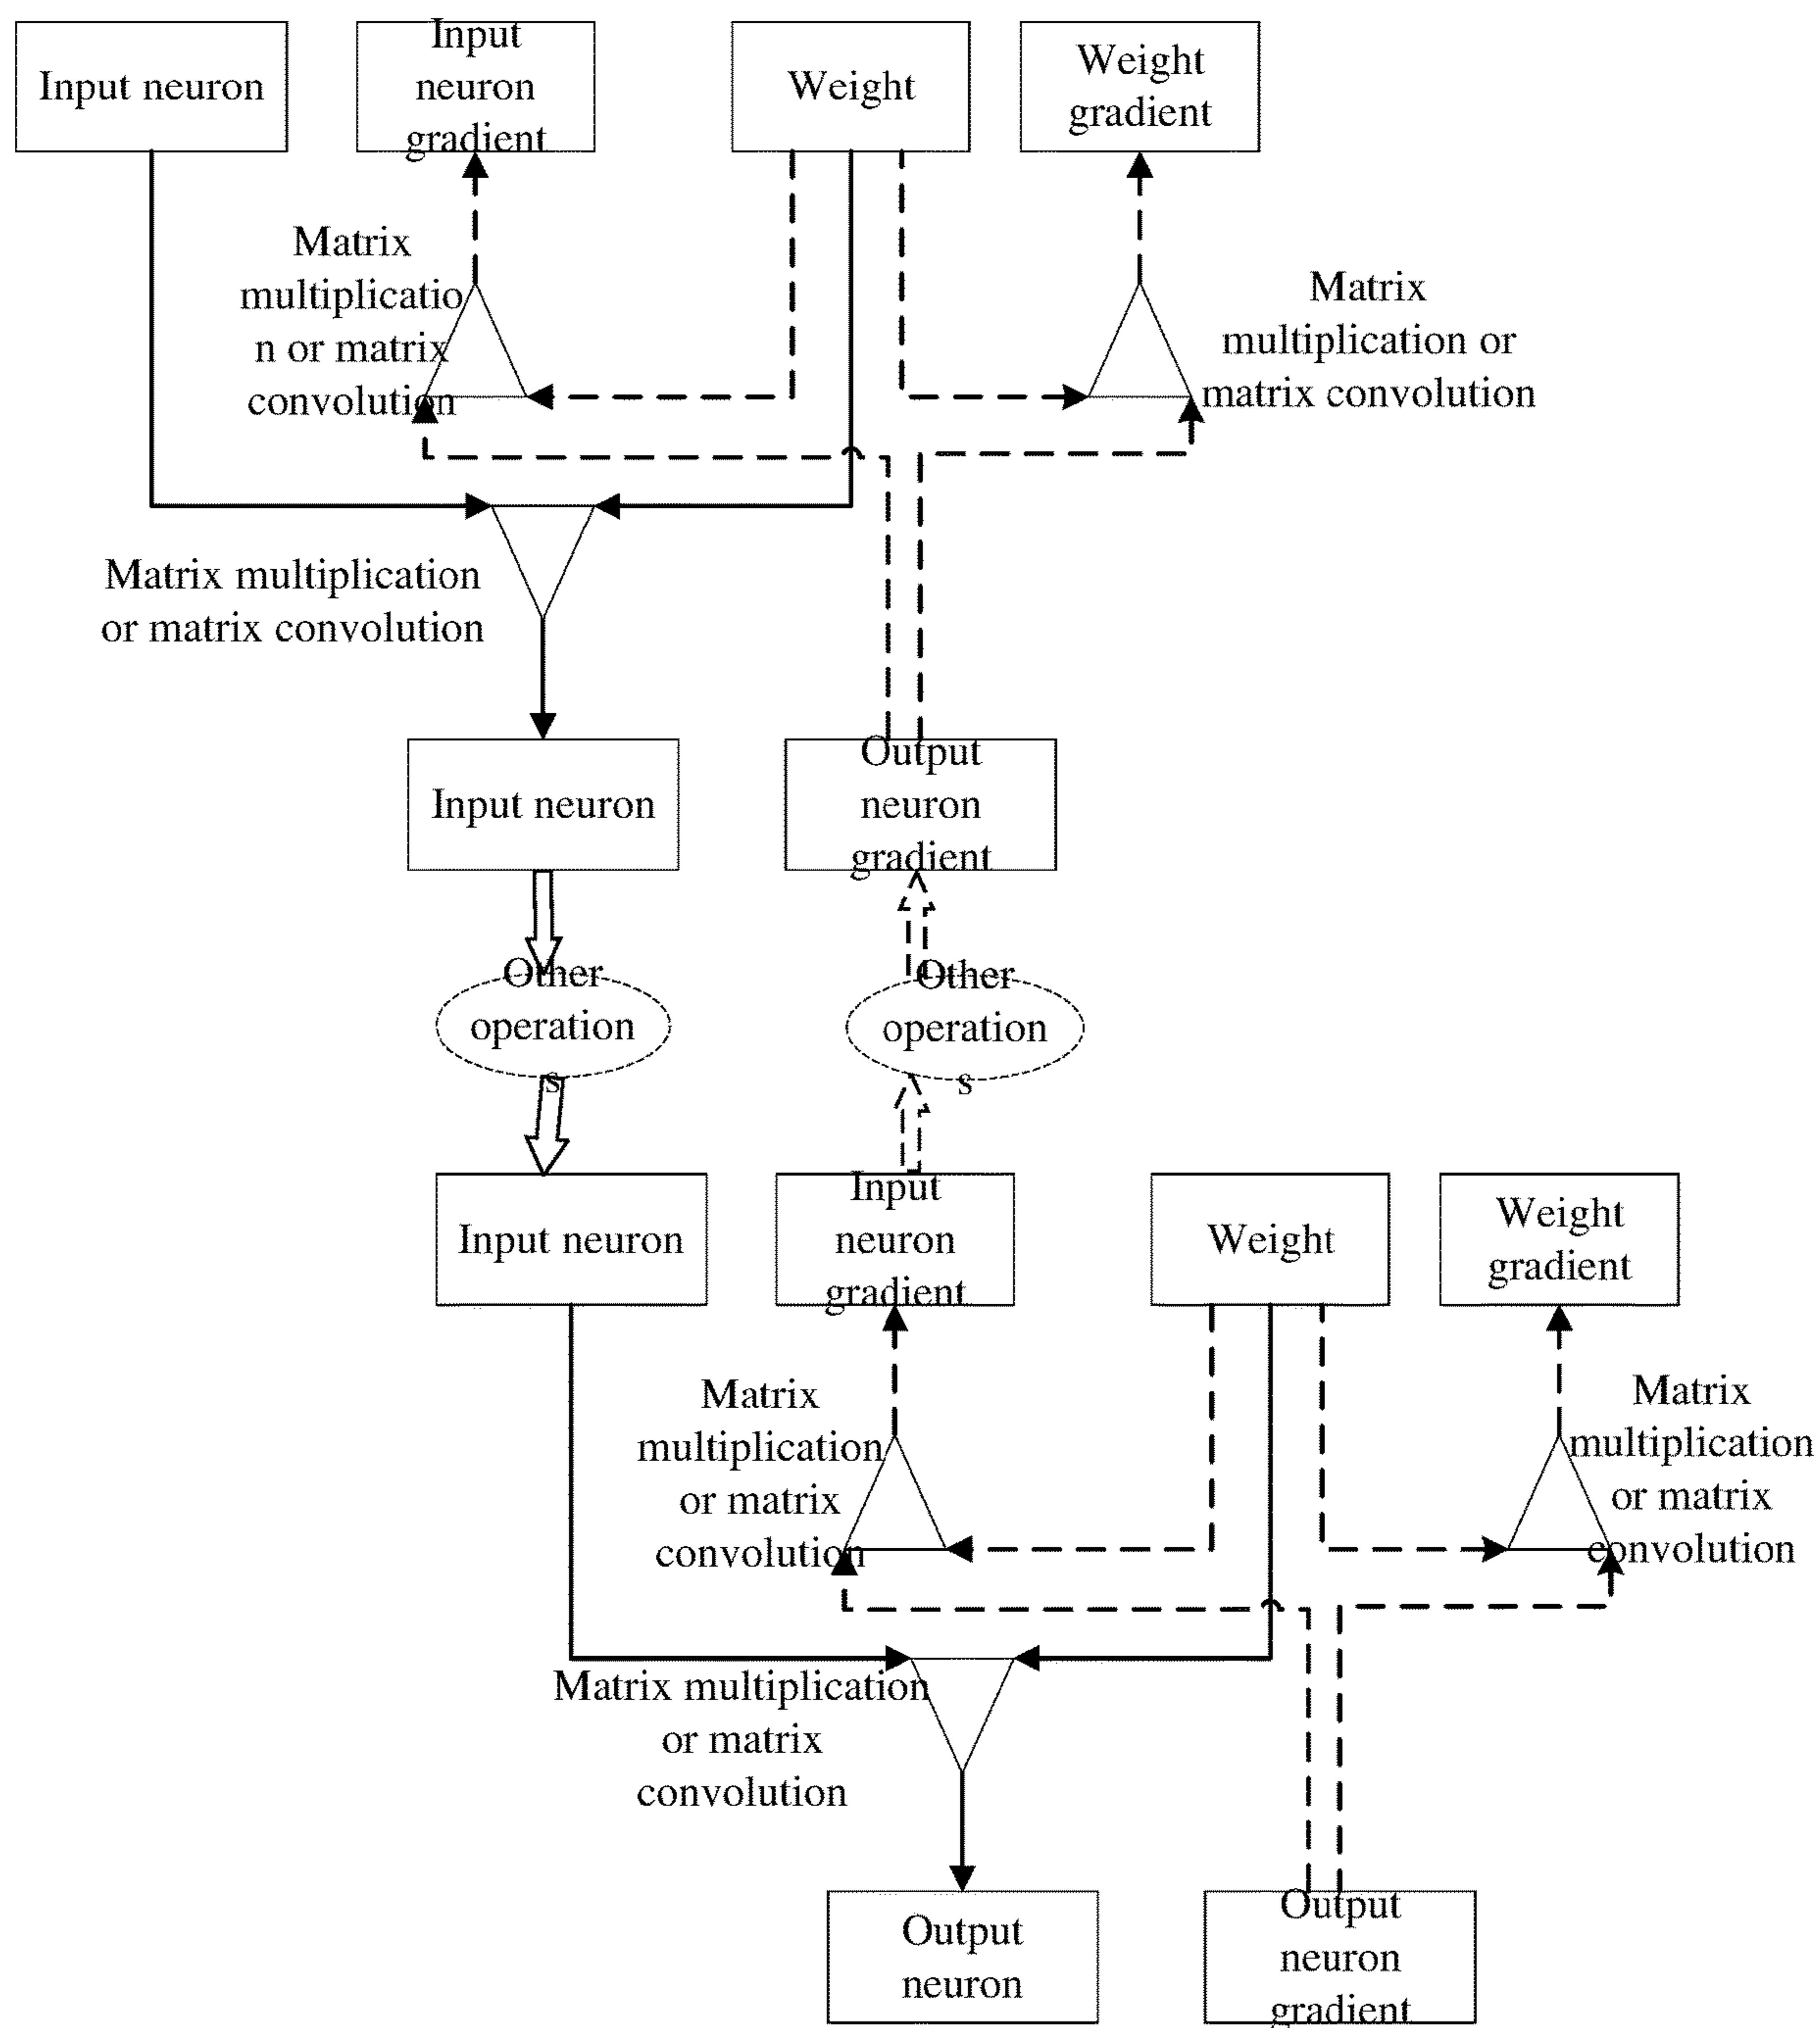 Input neuron
Input
neuron
gradient
Weight
Weight
gradient
Matrix
multiplicatio
n or matrix
convolution
Matrix
multiplication or
matrix convolution
Matrix multiplication
or matrix convolution
Input neuron
Output
neuron
gradient
Other
operation
s
Other
operation
s
Input neuron
Input
neuron
gradient
Weight
Weight
gradient
Matrix
multiplication
or matrix
convolution
Matrix
multiplication
or matrix
convolution
Matrix multiplication
or matrix
convolution
Output
neuron
Output
neuron
gradient